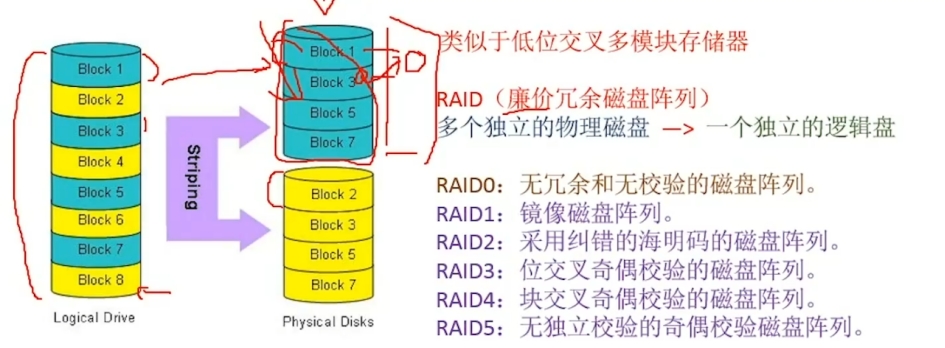 Block 1
Block 2
Block 3
Block 4
Block 5
Block 6
Block 7
Block 8
Logical Drive
Striping
Block 1
Block 3
Block 5
Block 7
Block 2
Block 3
Block 5
Block 7
Physical Disks
类似于低位交叉多模块存储器
RAID（廉价冗余磁盘阵列）
多个独立的物理磁盘 —> 一个独立的逻辑盘
RAID0：无冗余和无校验的磁盘阵列。
RAID1：镜像磁盘阵列。
RAID2：采用纠错的海明码的磁盘阵列。
RAID3：位交叉奇偶校验的磁盘阵列。
RAID4：块交叉奇偶校验的磁盘阵列。
RAID5：无独立校验的奇偶校验磁盘阵列。